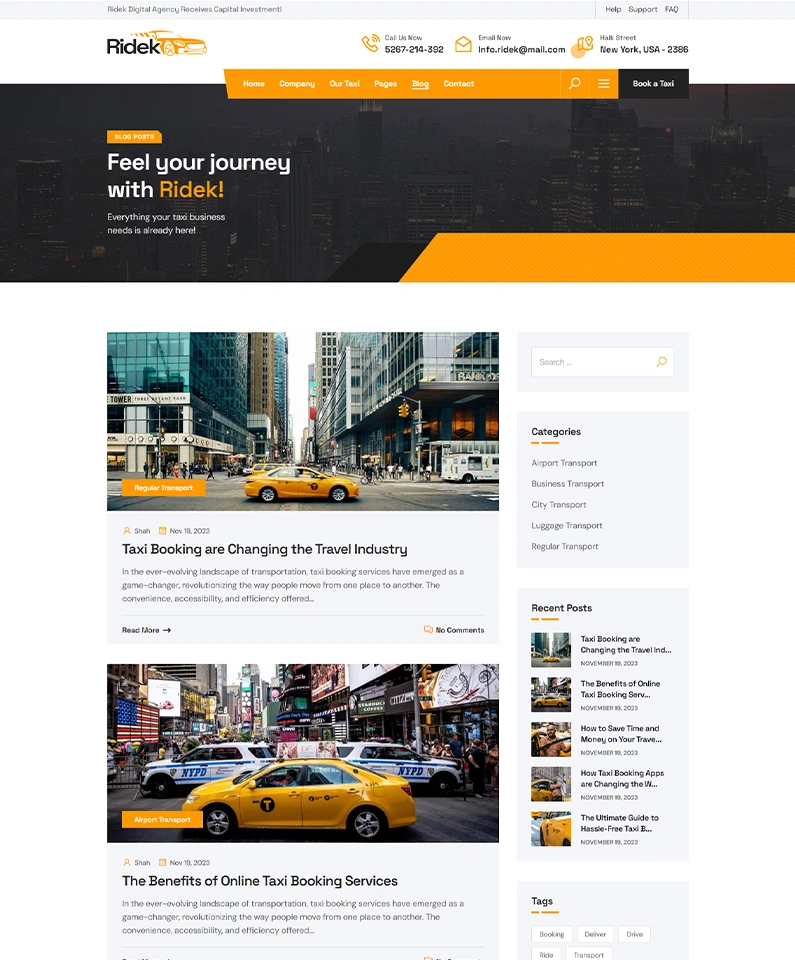 Ridek Digital Agency Receives Capital Investment!
Help Support FAQ
Ridek
Call Us Now
5267-214-392
Email Now
Info.ridek@mail.com
Halk Street
New York, USA - 2386
Home Company Our Taxi Pages Blog Contact
Book a Taxi
BLOG POSTS
Feel your journey
with Ridek!
Everything your taxi business
needs is already here!
E TOWER THREE BRYANT PARK
Regular Transport
Shah Nov 19, 2023
Taxi Booking are Changing the Travel Industry
In the ever-evolving landscape of transportation, taxi booking services have emerged as a
game-changer, revolutionizing the way people move from one place to another. The
convenience, accessibility, and efficiency offered...
Read More
No Comments
STARBUCKS
COFFEE
NYPD
NYPD
T
Airport Transport
Shah Nov 19, 2023
The Benefits of Online Taxi Booking Services
In the ever-evolving landscape of transportation, taxi booking services have emerged as a
game-changer, revolutionizing the way people move from one place to another. The
convenience, accessibility, and efficiency offered...
Search ...
Categories
Airport Transport
Business Transport
City Transport
Luggage Transport
Regular Transport
Recent Posts
Taxi Booking are
Changing the Travel Ind...
NOVEMBER 19, 2023
The Benefits of Online
Taxi Booking Serv...
NOVEMBER 19, 2023
How to Save Time and
Money on Your Trave...
NOVEMBER 19, 2023
How Taxi Booking Apps
are Changing the W...
NOVEMBER 19, 2023
The Ultimate Guide to
Hassle-Free Taxi B...
NOVEMBER 19, 2023
Tags
Booking Deliver Drive
Ride Transport